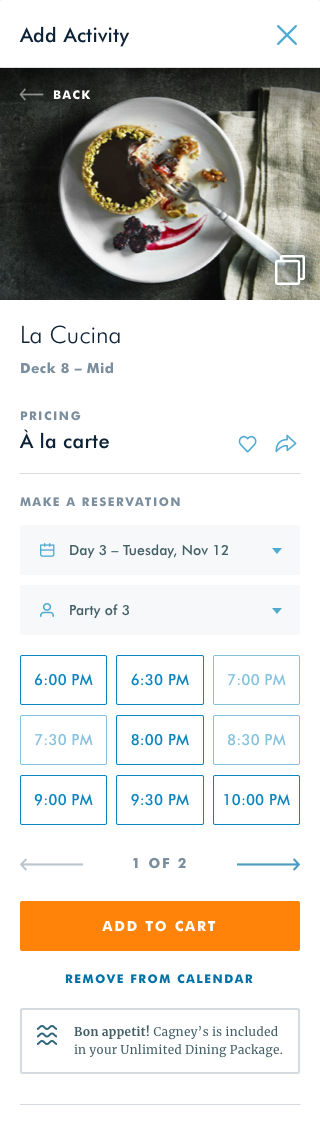 Add Activity
BACK
La Cucina
Deck 8 – Mid
PRICING
À la carte
MAKE A RESERVATION
Day 3 – Tuesday, Nov 12
Party of 3
6:00 PM 6:30 PM 7:00 PM
7:30 PM 8:00 PM 8:30 PM
9:00 PM 9:30 PM 10:00 PM
1 OF 2
ADD TO CART
REMOVE FROM CALENDAR
Bon appetit! Cagney’s is included
in your Unlimited Dining Package.